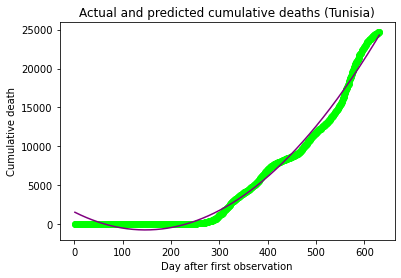 Actual and predicted cumulative deaths (Tunisia)
25000
20000
15000
10000
5000
0
Cumulative death
0 100 200 300 400 500 600
Day after first observation